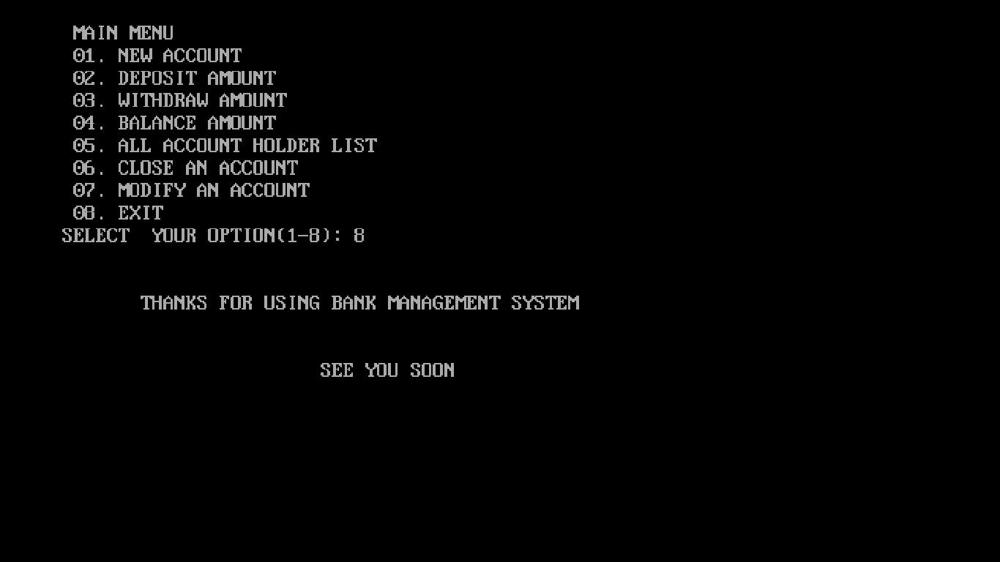 MAIN MENU
01. NEW ACCOUNT
02. DEPOSIT AMOUNT
03. WITHDRAW AMOUNT
04. BALANCE AMOUNT
05. ALL ACCOUNT HOLDER LIST
06. CLOSE AN ACCOUNT
07. MODIFY AN ACCOUNT
08. EXIT
SELECT  YOUR OPTION(1-8): 8
THANKS FOR USING BANK MANAGEMENT SYSTEM
SEE YOU SOON